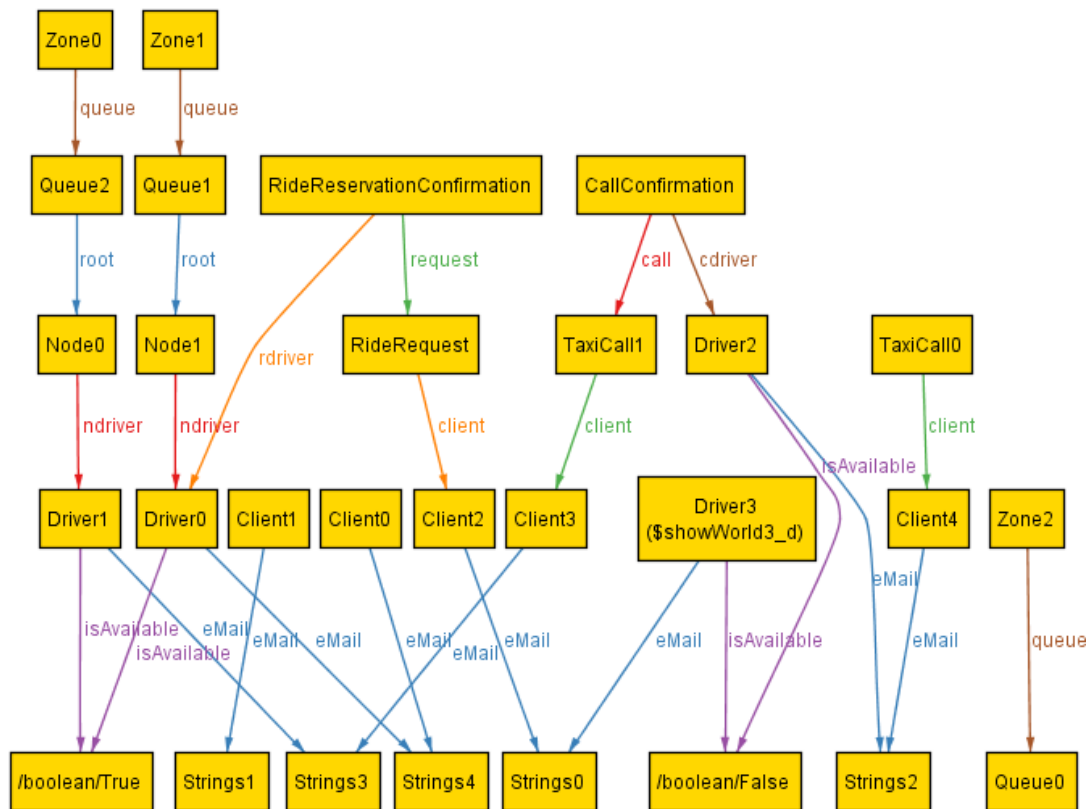 Zone0
Zone1
queue
queue
Queue2
Queue1
RideReservationConfirmation
CallConfirmation
root
root
request
call
cdriver
Node0
Node1
rdriver
RideRequest
TaxiCall1
Driver2
TaxiCall0
ndriver
ndriver
client
client
client
isAvailable
Driver1
Driver0
Client1
Client0
Client2
Client3
Driver3
($showWorld3_d)
Client4
Zone2
eMail
isAvailable
isAvailable
eMail
eMail
eMail
eMail
eMail
eMail
eMail
isAvailable
eMail
queue
/boolean/True
Strings1
Strings3
Strings4
Strings0
/boolean/False
Strings2
Queue0